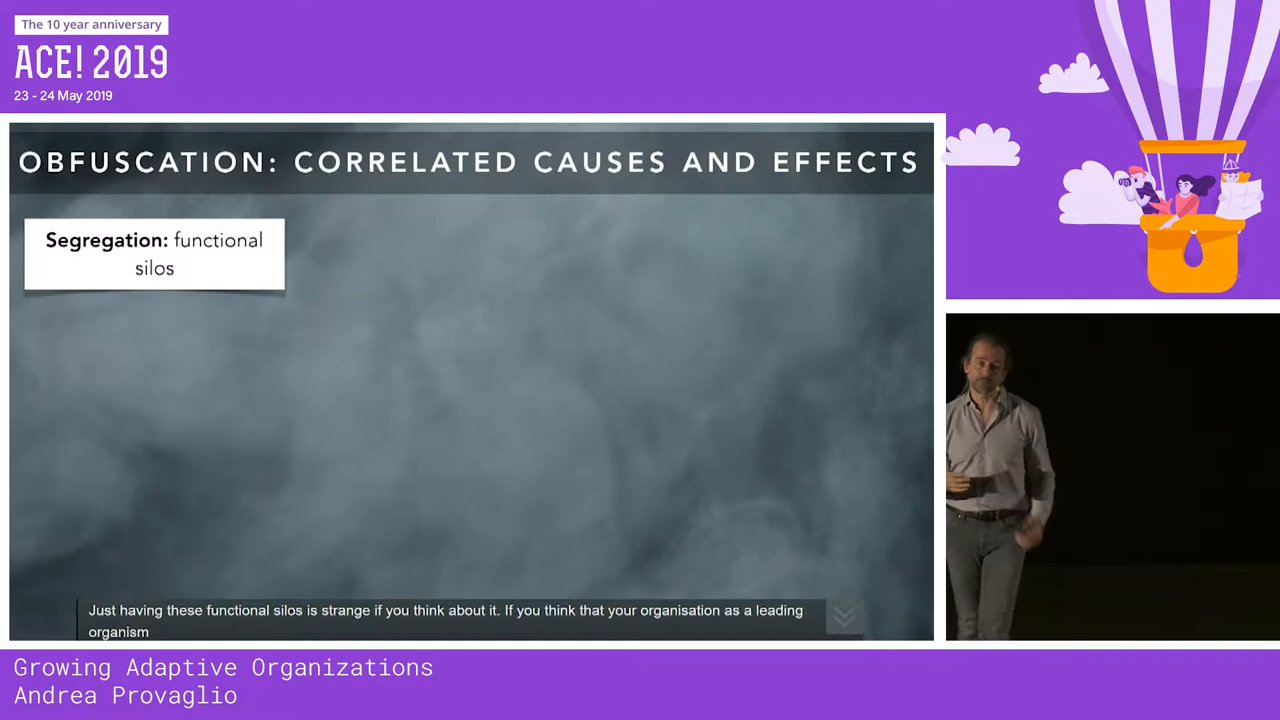 The 10 year anniversary
ACE! 2019
23 - 24 May 2019
OBFUSCATION: CORRELATED CAUSES AND EFFECTS
Segregation: functional
silos
Just having these functional silos is strange if you think about it. If you think that your organisation as a leading
organism
Growing Adaptive Organizations
Andrea Provaglio